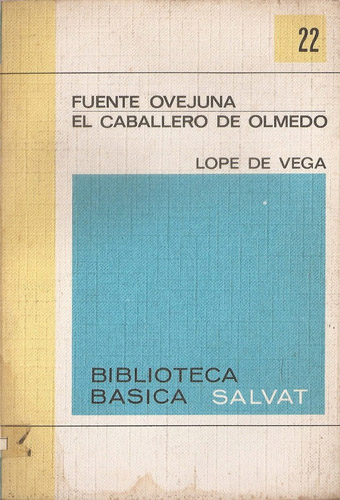 22
FUENTE OVEJUNA
EL CABALLERO DE OLMEDO
LOPE DE VEGA
BIBLIOTECA
BASICA SALVAT